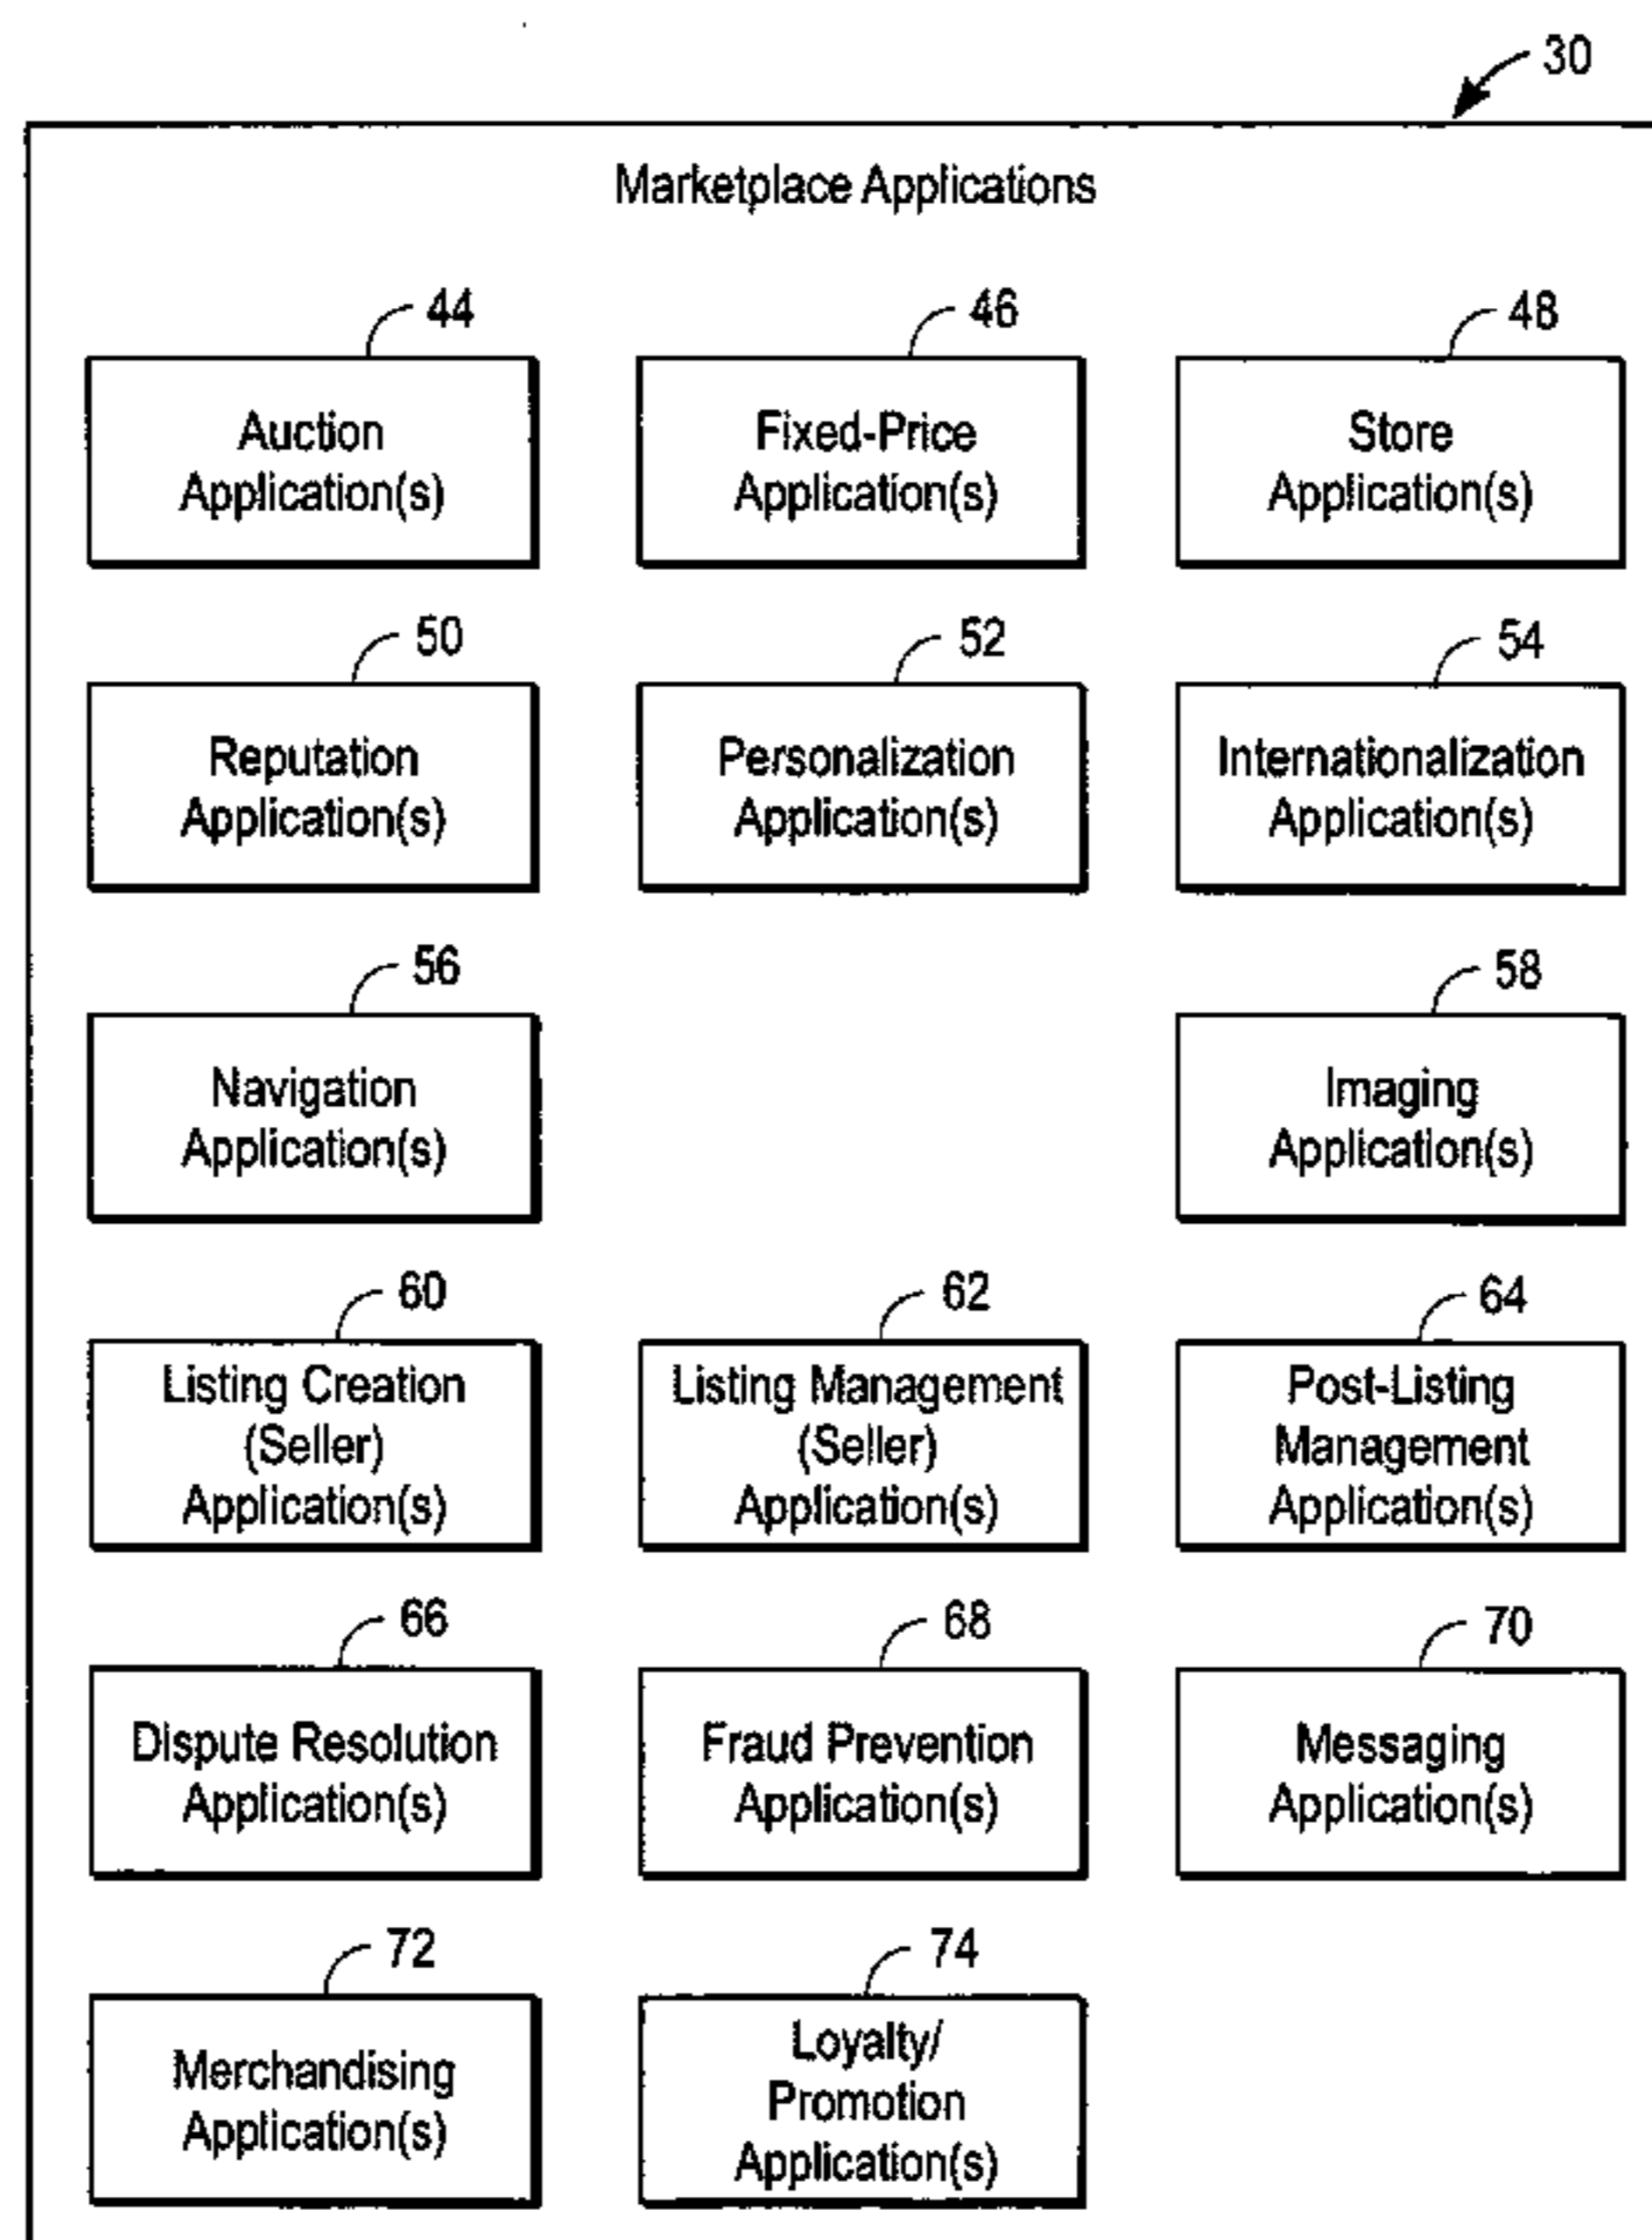 30
Marketplace Applications
44
46
48
Auction
Application(s)
Fixed-Price
Application(s)
Store
Application(s)
50
52
54
Reputation
Application(s)
Personalization
Application(s)
Internationalization
Application(s)
56
58
Navigation
Application(s)
Imaging
Application(s)
60
62
64
Listing Creation
(Seller)
Application(s)
Listing Management
(Seller)
Application(s)
Post-Listing
Management
Application(s)
66
68
70
Dispute Resolution
Application(s)
Fraud Prevention
Application(s)
Messaging
Application(s)
72
74
Merchandising
Application(s)
Loyalty/
Promotion
Application(s)